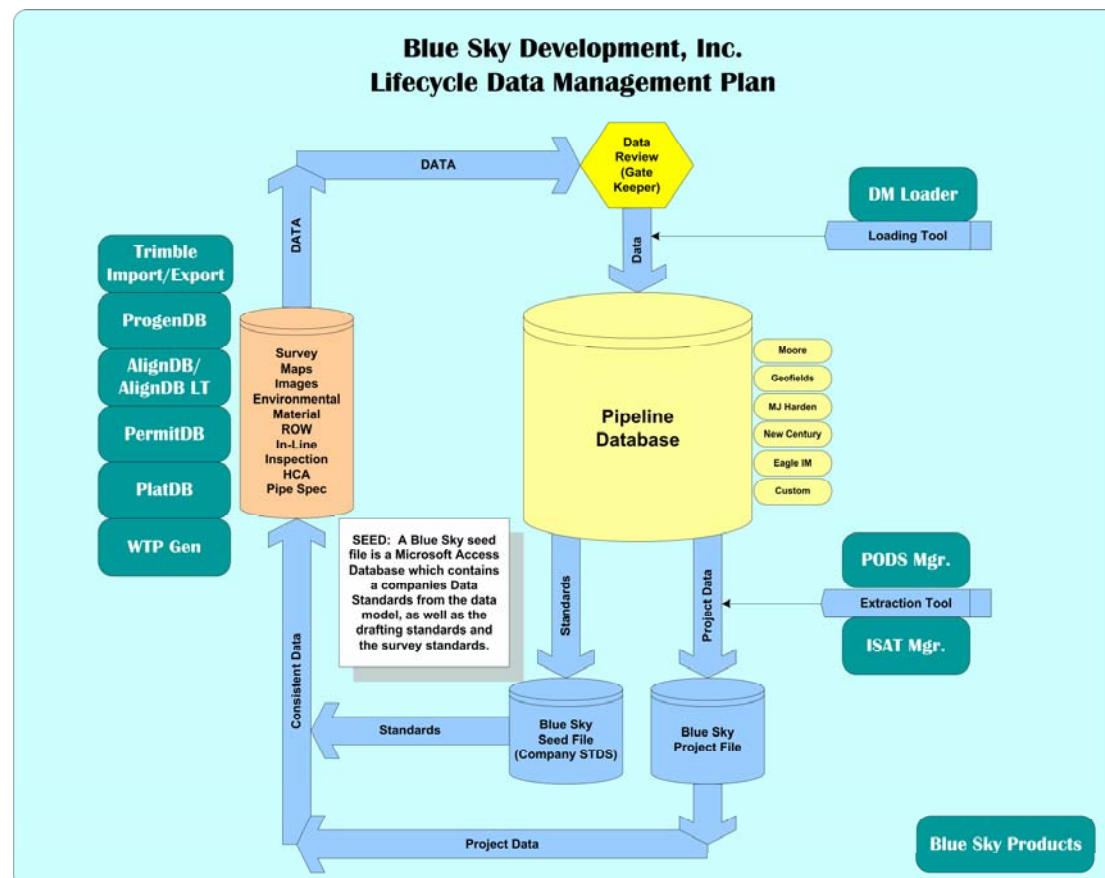 Blue Sky Development, Inc.
Lifecycle Data Management Plan
DATA
Data
Review
(Gate
Keeper)
DM Loader
Loading Tool
DATA
Data
Trimble
Import/Export
ProgenDB
AlignDB/
AlignDB LT
PermitDB
PlatDB
WTP Gen
Survey
Maps
Images
Environmental
Material
ROW
In-Line
Inspection
HCA
Pipe Spec
Pipeline
Database
Moore
Geofields
MJ Harden
New Century
Eagle IM
Custom
SEED: A Blue Sky seed
file is a Microsoft Access
Database which contains
a companies Data
Standards from the data
model, as well as the
drafting standards and
the survey standards.
Standards
Project Data
PODS Mgr.
Extraction Tool
ISAT Mgr.
Consistent Data
Standards
Blue Sky
Seed File
(Company STDS)
Blue Sky
Project File
Project Data
Blue Sky Products